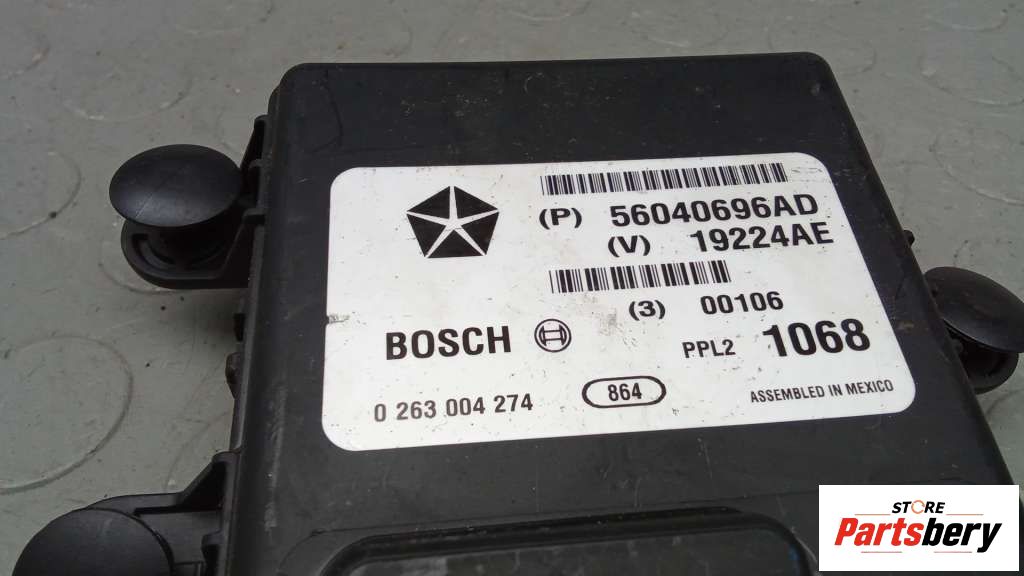 (P) 56040696AD
(V) 19224AE
(3) 00106
BOSCH
PPL2 1068
0 263 004 274
864
ASSEMBLED IN MEXICO
STORE
Partsbery